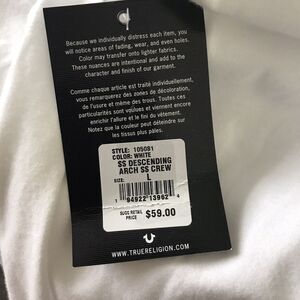 Because we individually distress each item, you
will notice areas of fading, wear, and even holes.
Color may transfer onto lighter fabrics.
These nuances are intentional and add to the
character and finish of our garment.
Comme chaque article est traité individuellement,
vous remarquerez des zones de décoloration,
de l'usure et même des trous. Toutes ces
particularités sont voulues et viennent encore
enrichir l'allure et le fini du vêtement.
Notez que la couleur peut déteindre sur
les tissus plus pâles.
STYLE: 105081
COLOR: WHITE
SS DESCENDING
ARCH SS CREW
SIZE:
L
1 94922 13962 4
SUGG RETAIL
PRICE
$59.00
WWW.TRUERELIGION.COM